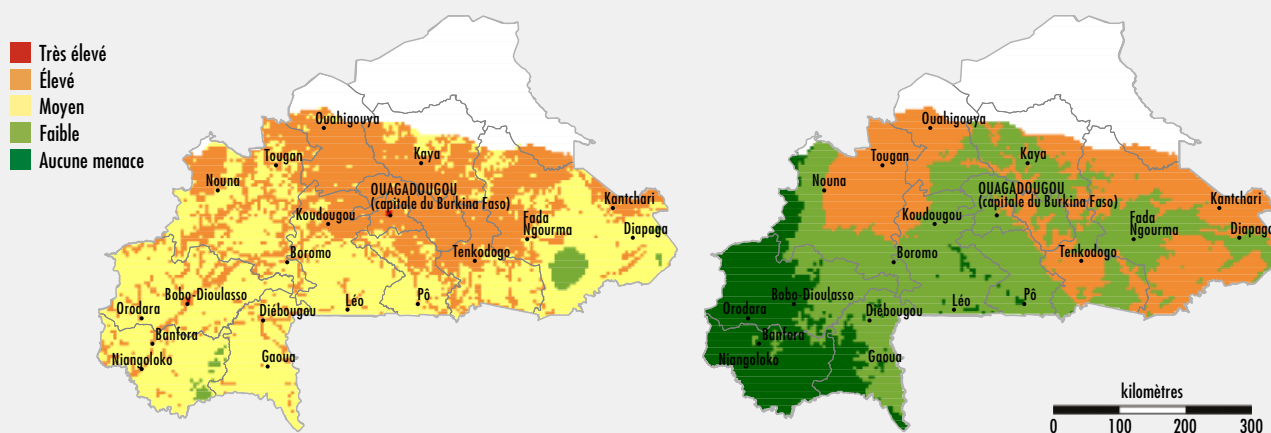 Très élevé
Élevé
Moyen
Faible
Aucune menace
Ouahigouya
Tougan
Kaya
Nouna
OUAGADOUGOU
(capitale du Burkina Faso)
Kantchari
Koudougou
Fada
Ngourma
Diapaga
Boromo
Tenkodogo
Bobo-Dioulasso
Orodara
Diébougou
Léo
Pô
Banfora
Niangoloko
Gaoua
Ouahigouya
Tougan
Kaya
Nouna
OUAGADOUGOU
(capitale du Burkina Faso)
Kantchari
Koudougou
Fada
Ngourma
Diapaga
Boromo
Tenkodogo
Bobo-Dioulasso
Orodara
Diébougou
Léo
Pô
Banfora
Niangoloko
Gaoua
kilomètres
0 100 200 300